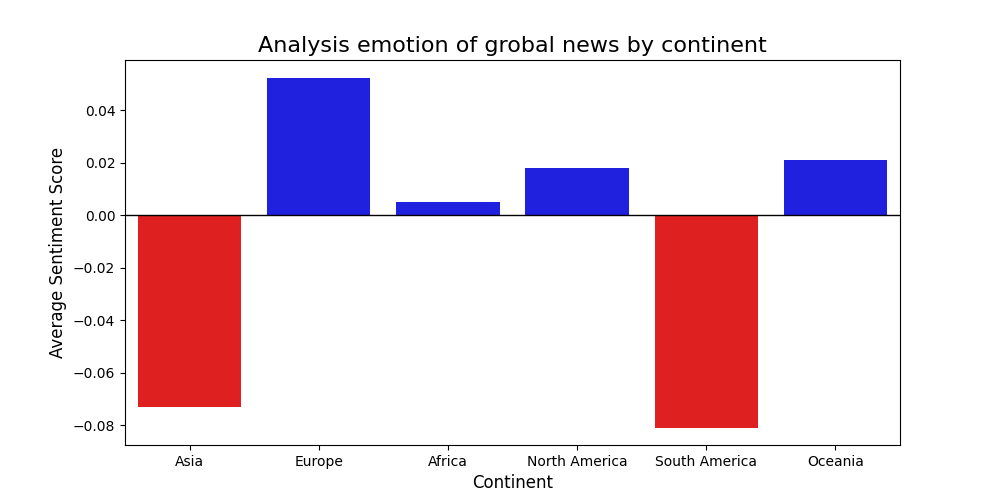 Analysis emotion of grobal news by continent
Average Sentiment Score
0.04
0.02
0.00
−0.02
−0.04
−0.06
−0.08
Asia Europe Africa North America South America Oceania
Continent